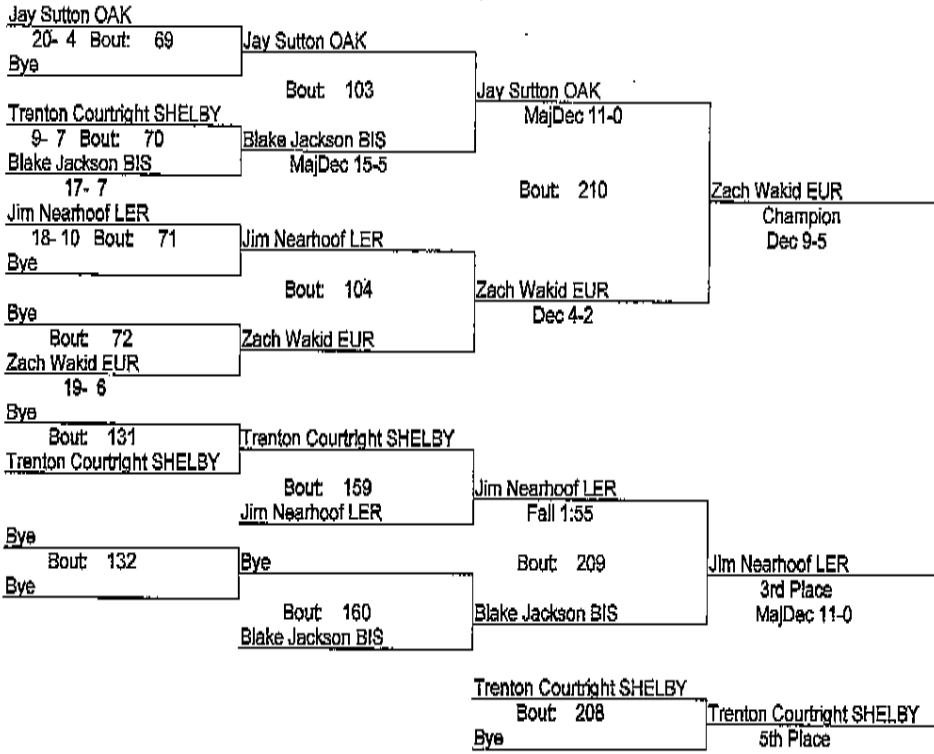 Jay Sutton OAK
20- 4 Bout: 69
Bye
Jay Sutton OAK
Bout: 103
Trenton Courtright SHELBY
9- 7 Bout: 70
Blake Jackson BIS
17- 7
Blake Jackson BIS
MajDec 15-5
Jay Sutton OAK
MajDec 11-0
Bout: 210
Zach Wakid EUR
Champion
Dec 9-5
Jim Nearhoof LER
18- 10 Bout: 71
Bye
Jim Nearhoof LER
Bout: 104
Bye
Bout: 72
Zach Wakid EUR
19- 6
Zach Wakid EUR
Zach Wakid EUR
Dec 4-2
Bye
Bout: 131
Trenton Courtright SHELBY
Trenton Courtright SHELBY
Bout: 159
Jim Nearhoof LER
Jim Nearhoof LER
Fall 1:55
Bye
Bout: 132
Bye
Bye
Bout: 160
Blake Jackson BIS
Bout: 209
Blake Jackson BIS
Jim Nearhoof LER
3rd Place
MajDec 11-0
Trenton Courtright SHELBY
Bout: 208
Bye
Trenton Courtright SHELBY
5th Place